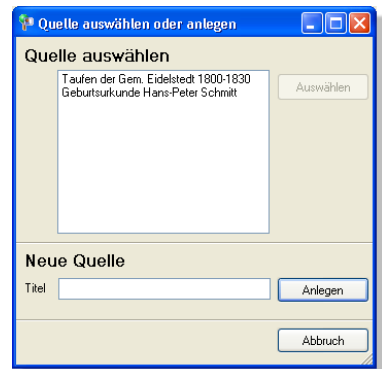 Quelle auswählen oder anlegen
Quelle auswählen
Taufen der Gem. Eidelstedt 1800-1830
Geburtsurkunde Hans-Peter Schmitt
Auswählen
Neue Quelle
Titel
Anlegen
Abbruch